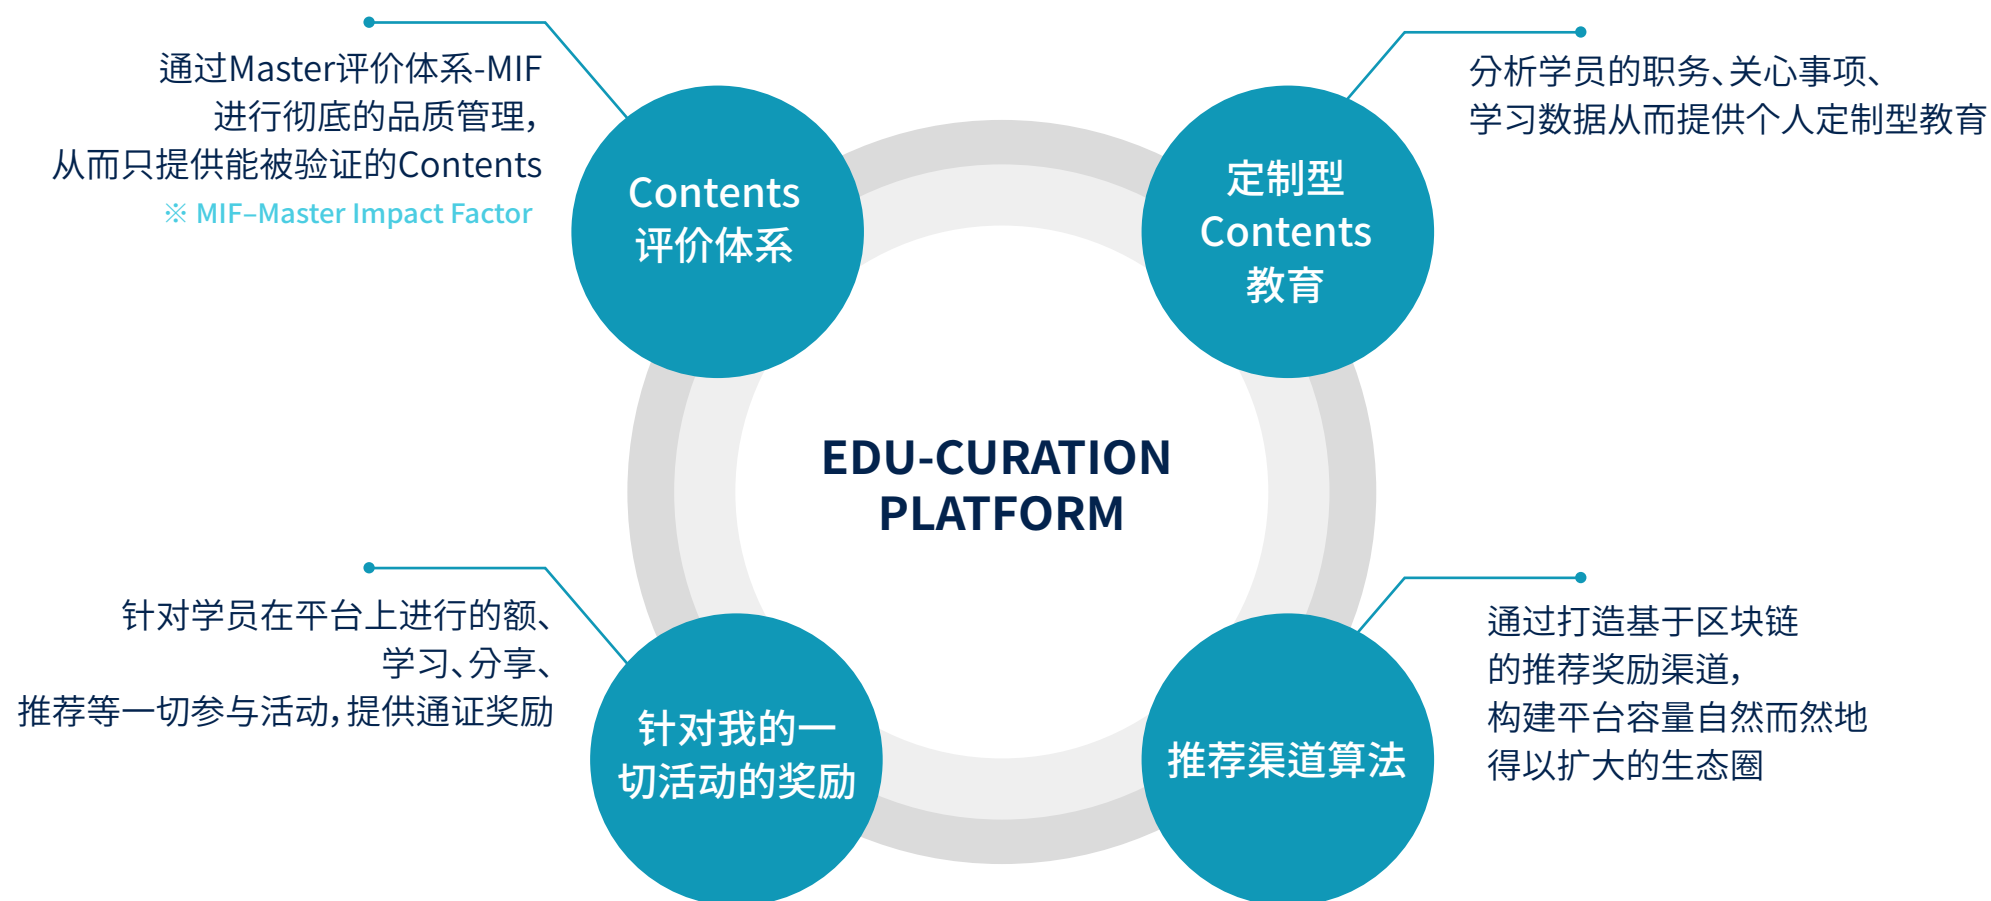 通过Master评价体系-MIF
进行彻底的品质管理，
从而只提供能被验证的Contents
※ MIF–Master Impact Factor
Contents
评价体系
定制型
Contents
教育
分析学员的职务、关心事项、
学习数据从而提供个人定制型教育
EDU-CURATION
PLATFORM
针对学员在平台上进行的额、
学习、分享、
推荐等一切参与活动，提供通证奖励
针对我的一
切活动的奖励
推荐渠道算法
通过打造基于区块链
的推荐奖励渠道，
构建平台容量自然而然地
得以扩大的生态圈